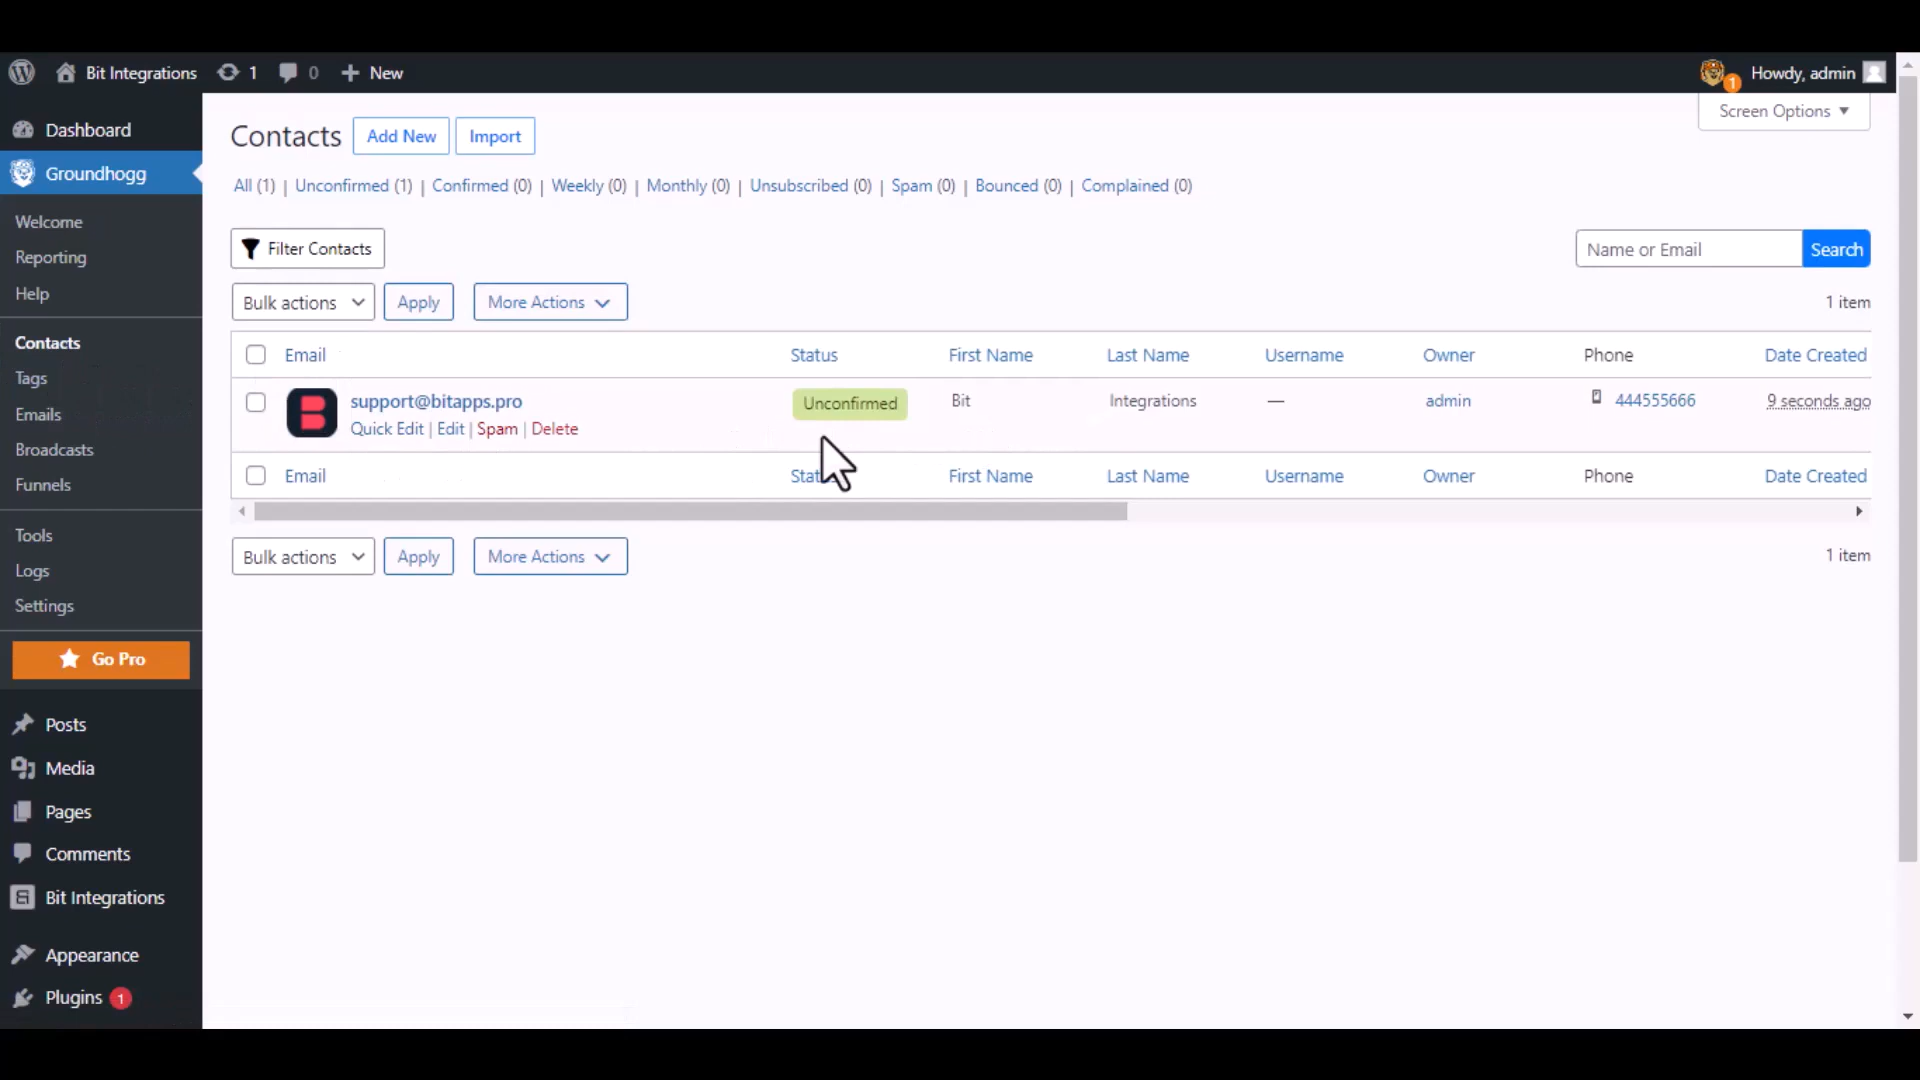 Bit Integrations 1 0 New Howdy, admin
1
Screen Options
Dashboard
Groundhogg
Welcome
Reporting
Help
Contacts
Tags
Emails
Broadcasts
Funnels
Tools
Logs
Settings
Go Pro
Posts
Media
Pages
Comments
Bit Integrations
Appearance
Plugins 1
Contacts Add New Import
All (1) | Unconfirmed (1) | Confirmed (0) | Weekly (0) | Monthly (0) | Unsubscribed (0) | Spam (0) | Bounced (0) | Complained (0)
Filter Contacts Name or Email Search
Bulk actions Apply More Actions 1 item
Email Status First Name Last Name Username Owner Phone Date Created
support@bitapps.pro Unconfirmed Bit Integrations — admin 444555666 9 seconds ago
Quick Edit | Edit | Spam | Delete
Email First Name Last Name Username Owner Phone Date Created
Bulk actions Apply More Actions 1 item